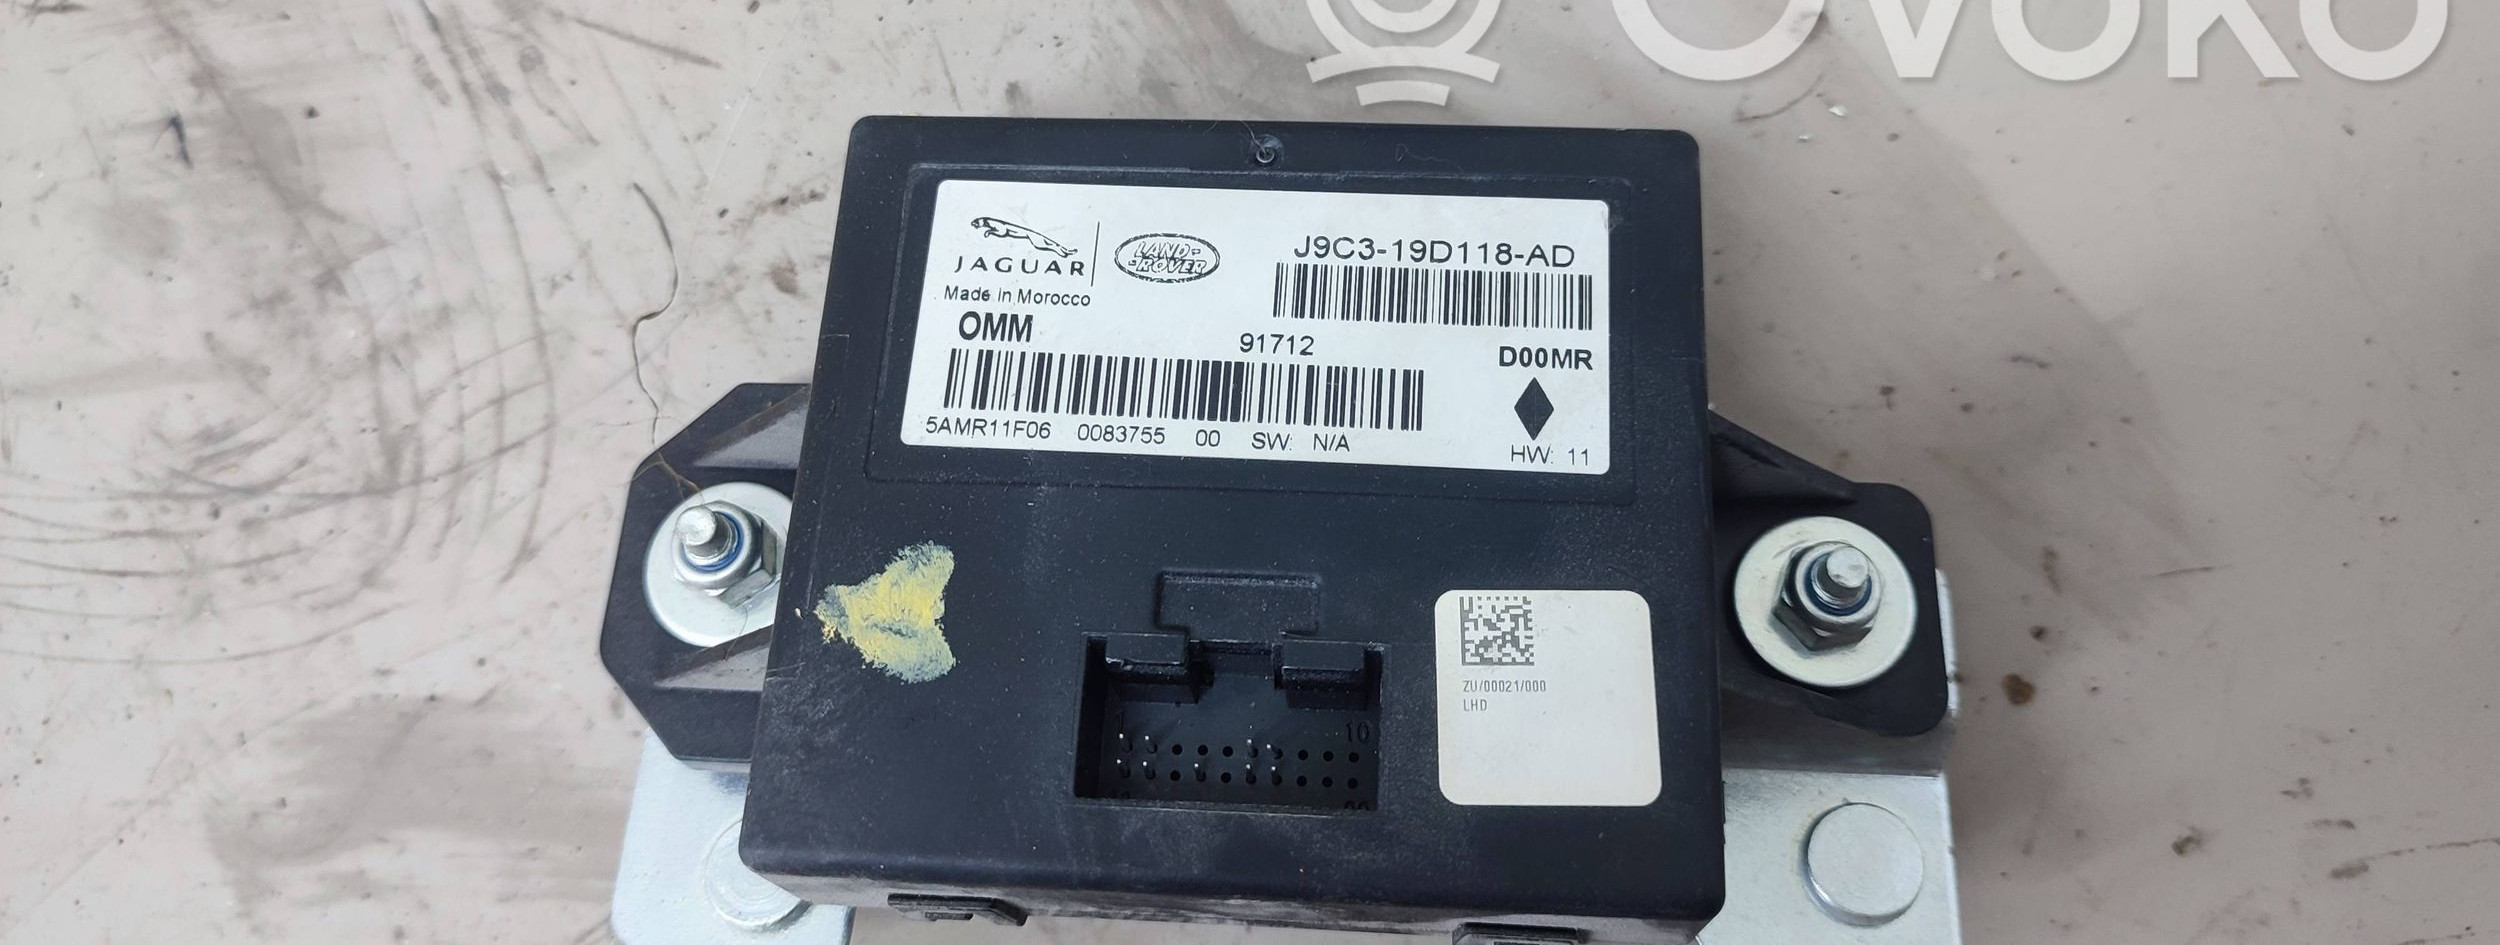 Ovoko
J9C3-19D118-AD
JAGUAR
LAND-
ROVER
Made in Morocco
OMM
91712
D00MR
5AMR11F06 0083755 00 SW: N/A
HW: 11
ZU/00021/000
LHD
1
10